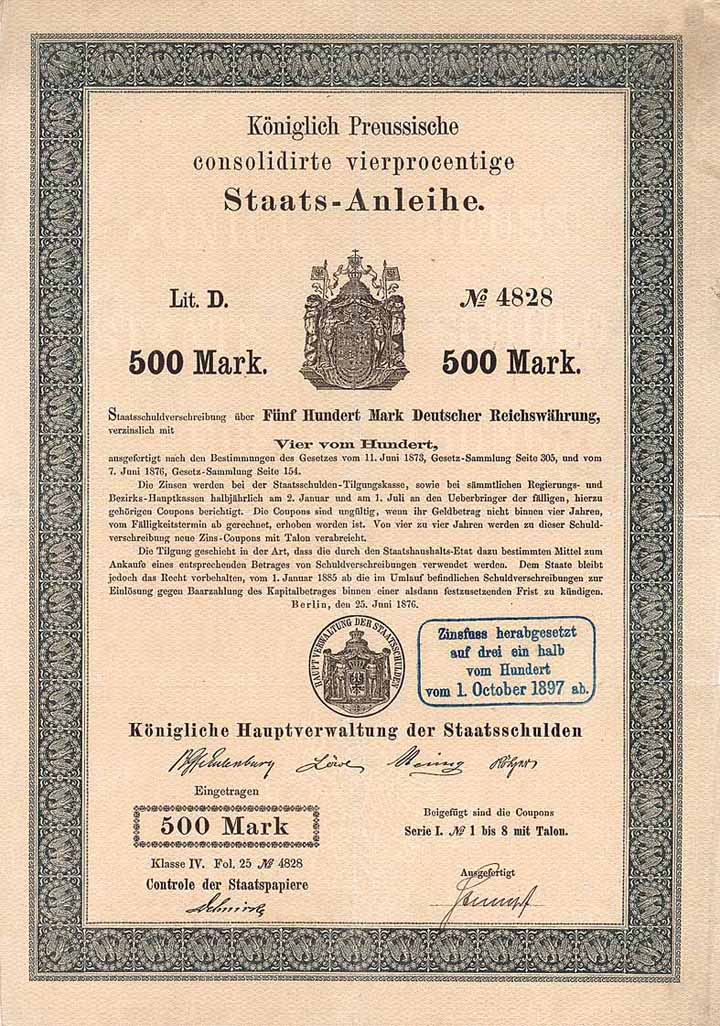 Königlich Preussische
consolidirte vierprocentige
Staats-Anleihe.
Lit. D.
№ 4828
500 Mark.
500 Mark.
Staatsschuldverschreibung über Fünf Hundert Mark Deutscher Reichswährung,
verzinslich mit
Vier vom Hundert,
ausgefertigt nach den Bestimmungen des Gesetzes vom 11. Juni 1873, Gesetz-Sammlung Seite 305, und vom
7. Juni 1876, Gesetz-Sammlung Seite 154.
Die Zinsen werden bei der Staatsschulden-Tilgungskasse, sowie bei sämmtlichen Regierungs- und
Bezirks-Hauptkassen halbjährlich am 2. Januar und am 1. Juli an den Ueberbringer der fälligen, hierzu
gehörigen Coupons berichtigt. Die Coupons sind ungültig, wenn ihr Geldbetrag nicht binnen vier Jahren,
vom Fälligkeitstermin ab gerechnet, erhoben worden ist. Von vier zu vier Jahren werden zu dieser Schuld-
verschreibung neue Zins-Coupons mit Talon verabreicht.
Die Tilgung geschieht in der Art, dass die durch den Staatshaushalts-Etat dazu bestimmten Mittel zum
Ankaufe eines entsprechenden Betrages von Schuldverschreibungen verwendet werden. Dem Staate bleibt
jedoch das Recht vorbehalten, vom 1. Januar 1885 ab die im Umlauf befindlichen Schuldverschreibungen zur
Einlösung gegen Baarzahlung des Kapitalbetrages binnen einer alsdann festzusetzenden Frist zu kündigen.
Berlin, den 25. Juni 1876.
HAUPTVERWALTUNG DER STAATSSCHULDEN
Zinsfuss herabgesetzt
auf drei ein halb
vom Hundert
vom 1. October 1897 ab.
Königliche Hauptverwaltung der Staatsschulden
Löwe
Eingetragen
500 Mark
Klasse IV. Fol. 25 № 4828
Controle der Staatspapiere
Beigefügt sind die Coupons
Serie I. № 1 bis 8 mit Talon.
Ausgefertigt